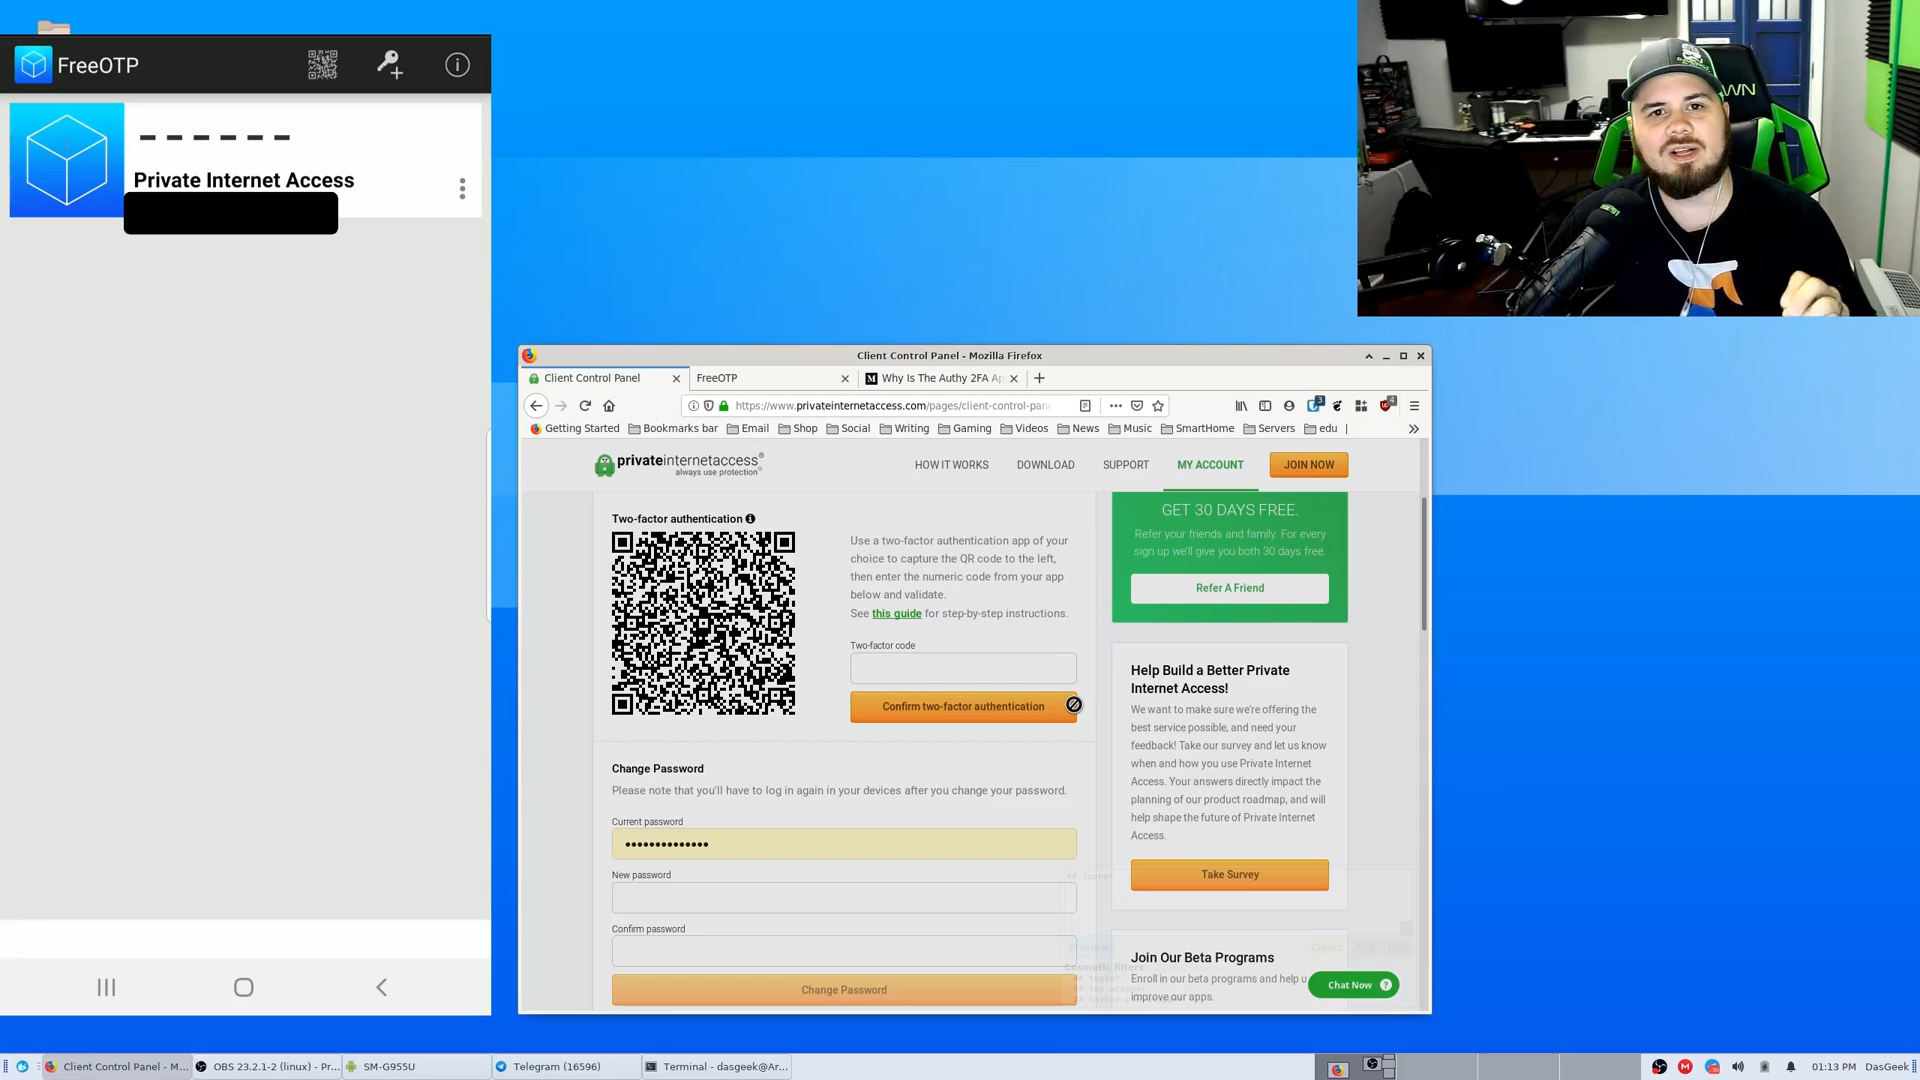 FreeOTP
Private Internet Access
WN
Client Control Panel - Mozilla Firefox
Client Control Panel
FreeOTP
Why Is The Authy 2FA Ap
https://www.privateinternetaccess.com/pages/client-control-pan
3
4
Getting Started
Bookmarks bar
Email
Shop
Social
Writing
Gaming
Videos
News
Music
SmartHome
Servers
edu
privateinternetaccess®
always use protection
HOW IT WORKS
DOWNLOAD
SUPPORT
MY ACCOUNT
JOIN NOW
Two-factor authentication
Use a two-factor authentication app of your
choice to capture the QR code to the left,
then enter the numeric code from your app
below and validate.
See this guide for step-by-step instructions.
Two-factor code
Confirm two-factor authentication
Change Password
Please note that you'll have to log in again in your devices after you change your password.
Current password
••••••••••••••
New password
Confirm password
Change Password
GET 30 DAYS FREE.
Refer your friends and family. For every
sign up we'll give you both 30 days free.
Refer A Friend
Help Build a Better Private
Internet Access!
We want to make sure we're offering the
best service possible, and need your
feedback! Take our survey and let us know
when and how you use Private Internet
Access. Your answers directly impact the
planning of our product roadmap, and will
help shape the future of Private Internet
Access.
Take Survey
Preview
Create
Pick
Quit
Cosmetic filters
Join Our Beta Programs
Enroll in our beta programs and help u
improve our apps.
Chat Now ?
Client Control Panel - M...
OBS 23.2.1-2 (linux) - Pr...
SM-G955U
Telegram (16596)
Terminal - dasgeek@Ar...
01:13 PM
DasGeek